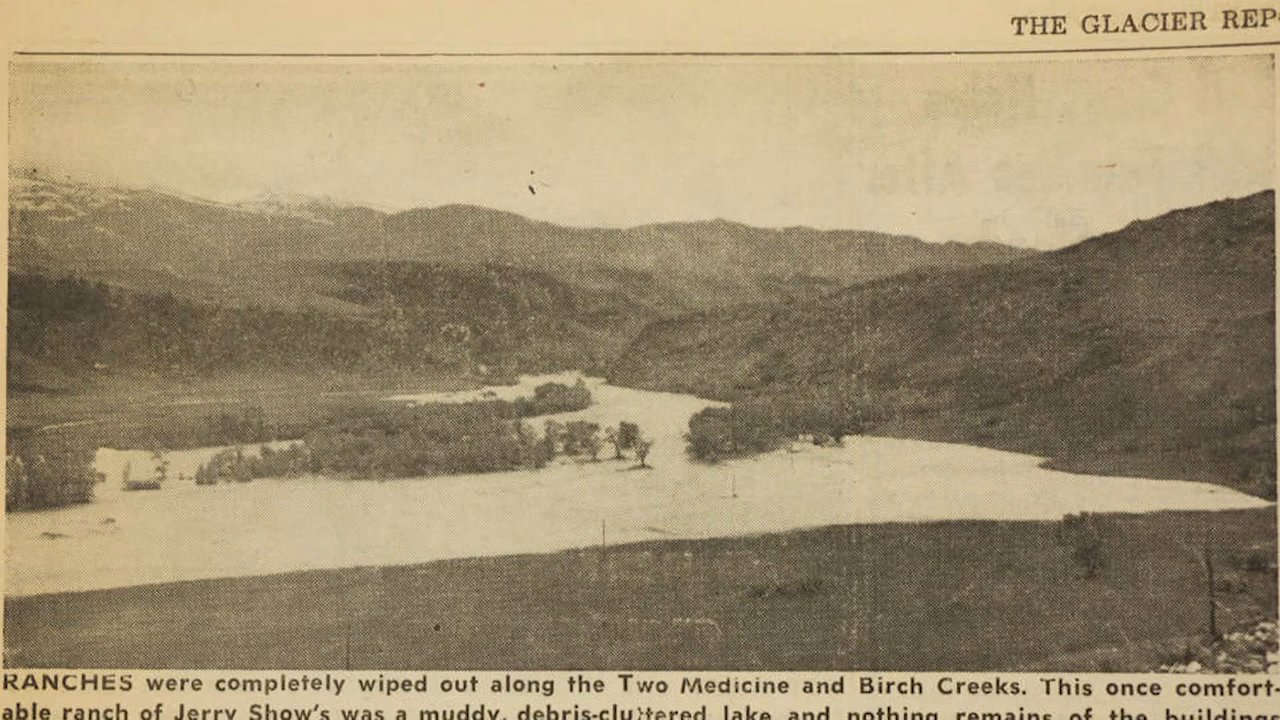 THE GLACIER REP
RANCHES were completely wiped out along the Two Medicine and Birch Creeks. This once comfort-
able ranch of Jerry Show's was a muddy, debris-cluttered lake and nothing remains of the buildings